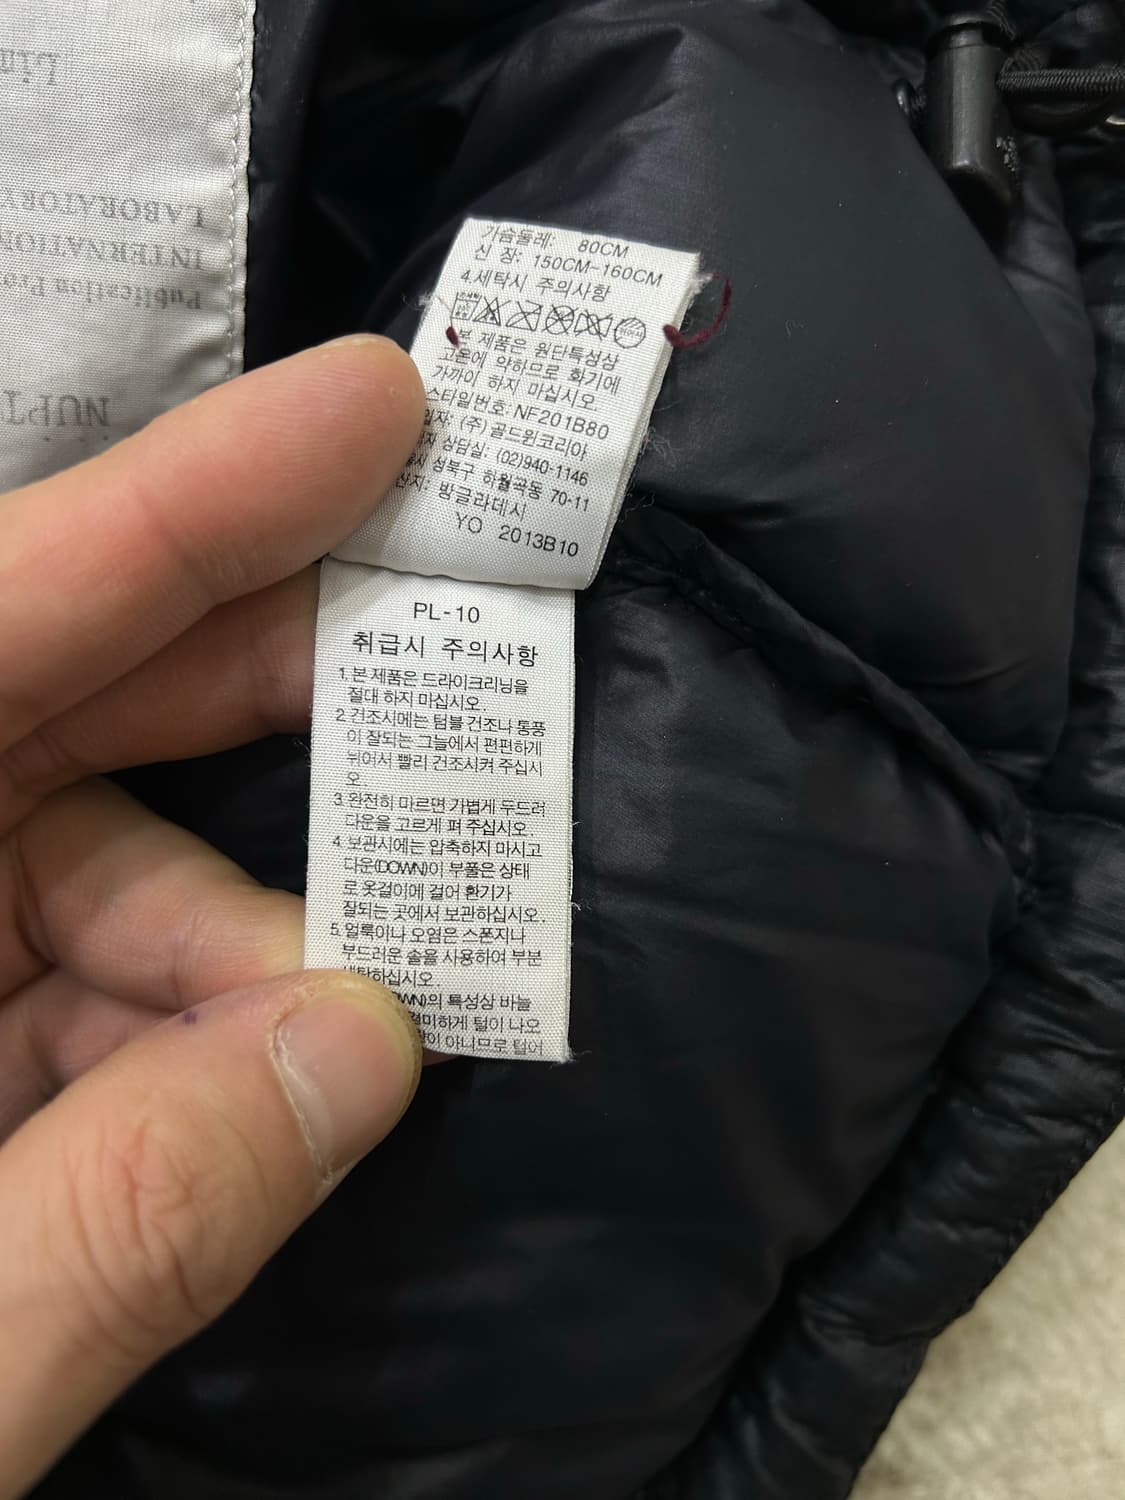 가슴둘레: 80CM
신 장: 150CM-160CM
4.세탁시 주의사항
본 제품은 원단특성상
고온에 약하므로 화기에
가까이 하지 마십시오.
스타일번호: NF201B80
(주)골드윈코리아
상담실: (02)940-1146
성북구 하월곡동 70-11
방글라데시
YO 2013B10
PL-10
취급시 주의사항
1.본 제품은 드라이크리닝을
절대 하지 마십시오.
2.건조시에는 텀블 건조나 통풍
이 잘되는 그늘에서 편편하게
뉘어서 빨리 건조시켜 주십시
오.
3.완전히 마르면 가볍게 두드려
다운을 고르게 펴 주십시오.
4.보관시에는 압축하지 마시고
다운(DOWN)이 부풀은 상태
로 옷걸이에 걸어 환기가
잘되는 곳에서 보관하십시오.
5.얼룩이나 오염은 스폰지나
부드러운 솔을 사용하여 부분
세탁하십시오.
특성상 바늘
털이 나오
아니므로 털어
LABORATORY
INTERNATION
Publication
NUPT